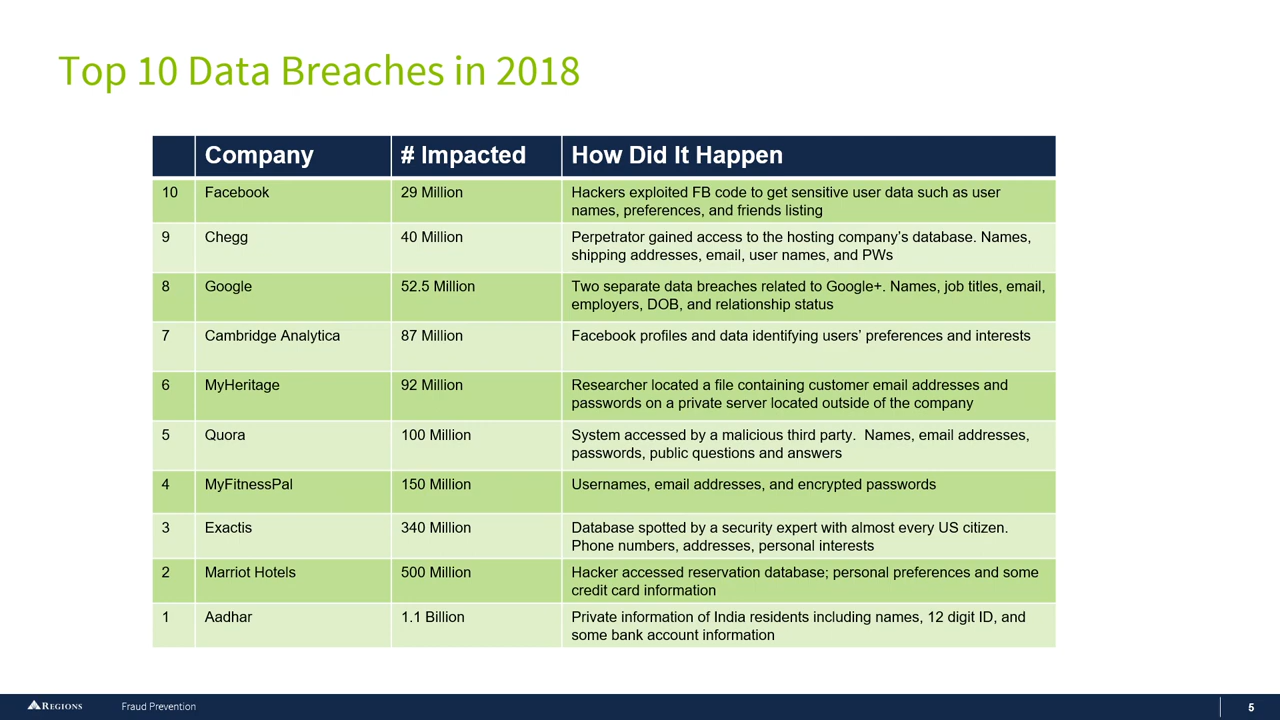 Top 10 Data Breaches in 2018
Company # Impacted How Did It Happen
10 Facebook 29 Million Hackers exploited FB code to get sensitive user data such as user
names, preferences, and friends listing
9 Chegg 40 Million Perpetrator gained access to the hosting company’s database. Names,
shipping addresses, email, user names, and PWs
8 Google 52.5 Million Two separate data breaches related to Google+. Names, job titles, email,
employers, DOB, and relationship status
7 Cambridge Analytica 87 Million Facebook profiles and data identifying users’ preferences and interests
6 MyHeritage 92 Million Researcher located a file containing customer email addresses and
passwords on a private server located outside of the company
5 Quora 100 Million System accessed by a malicious third party.  Names, email addresses,
passwords, public questions and answers
4 MyFitnessPal 150 Million Usernames, email addresses, and encrypted passwords
3 Exactis 340 Million Database spotted by a security expert with almost every US citizen.
Phone numbers, addresses, personal interests
2 Marriot Hotels 500 Million Hacker accessed reservation database; personal preferences and some
credit card information
1 Aadhar 1.1 Billion Private information of India residents including names, 12 digit ID, and
some bank account information
REGIONS Fraud Prevention 5